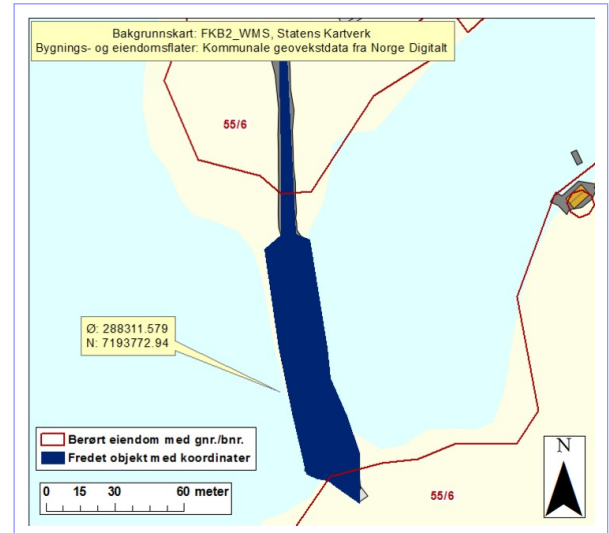 Bakgrunnskart: FKB2_WMS, Statens Kartverk
Bygnings- og eiendomsflater: Kommunale geovekstdata fra Norge Digitalt
55/6
Ø: 288311.579
N: 7193772.94
Berørt eiendom med gnr./bnr.
Fredet objekt med koordinater
0 15 30 60 meter
55/6
N